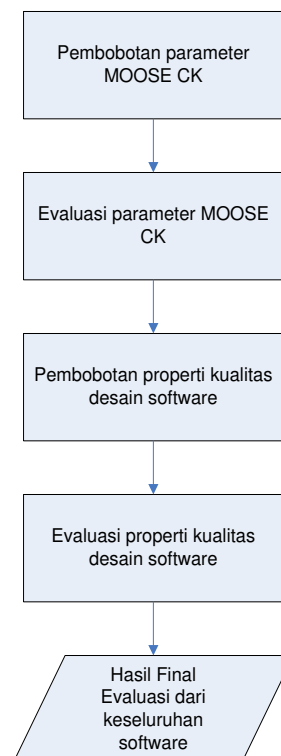 Pembobotan parameter
MOOSE CK
Evaluasi parameter MOOSE
CK
Pembobotan properti kualitas
desain software
Evaluasi properti kualitas
desain software
Hasil Final
Evaluasi dari
keseluruhan
software